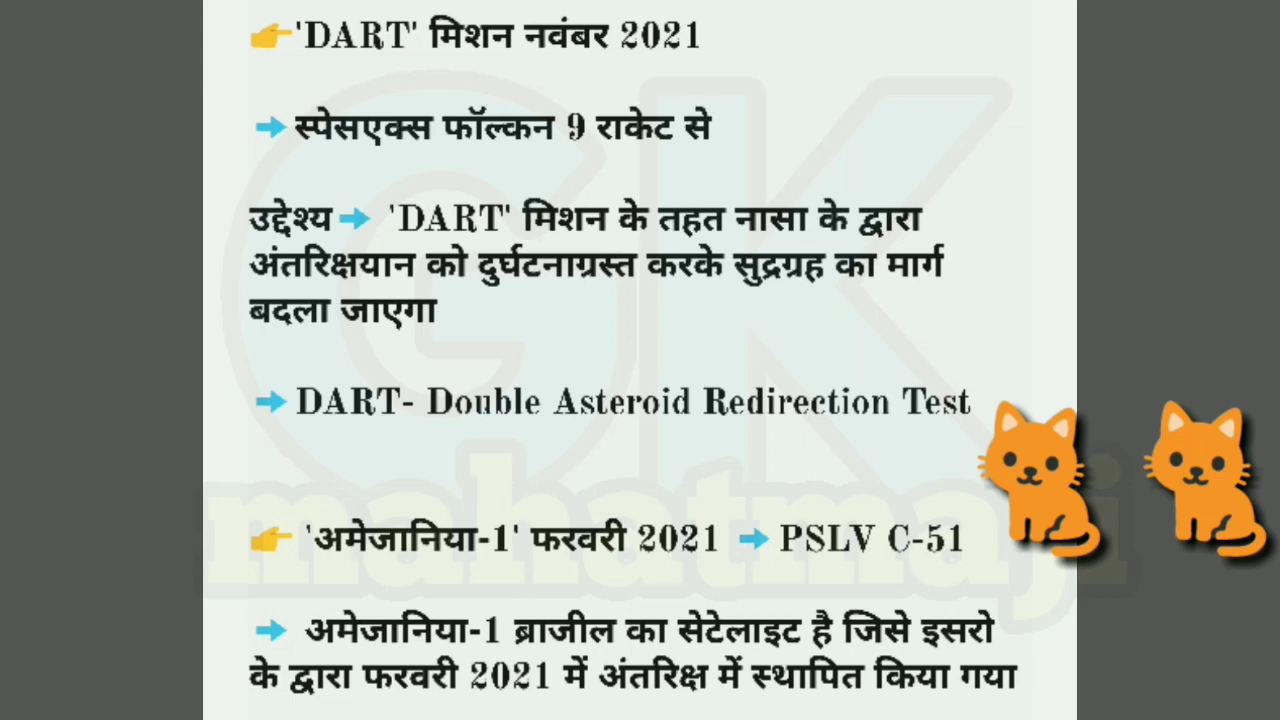 👉'DART' मिशन नवंबर 2021
➡ स्पेसएक्स फॉल्कन 9 राकेट से
उद्देश्य➡ 'DART' मिशन के तहत नासा के द्वारा
अंतरिक्षयान को दुर्घटनाग्रस्त करके सुद्रग्रह का मार्ग
बदला जाएगा
➡ DART- Double Asteroid Redirection Test
👉 'अमेजानिया-1' फरवरी 2021 ➡ PSLV C-51
➡ अमेजानिया-1 ब्राजील का सेटेलाइट है जिसे इसरो
के द्वारा फरवरी 2021 में अंतरिक्ष में स्थापित किया गया
GK
mahatmaji